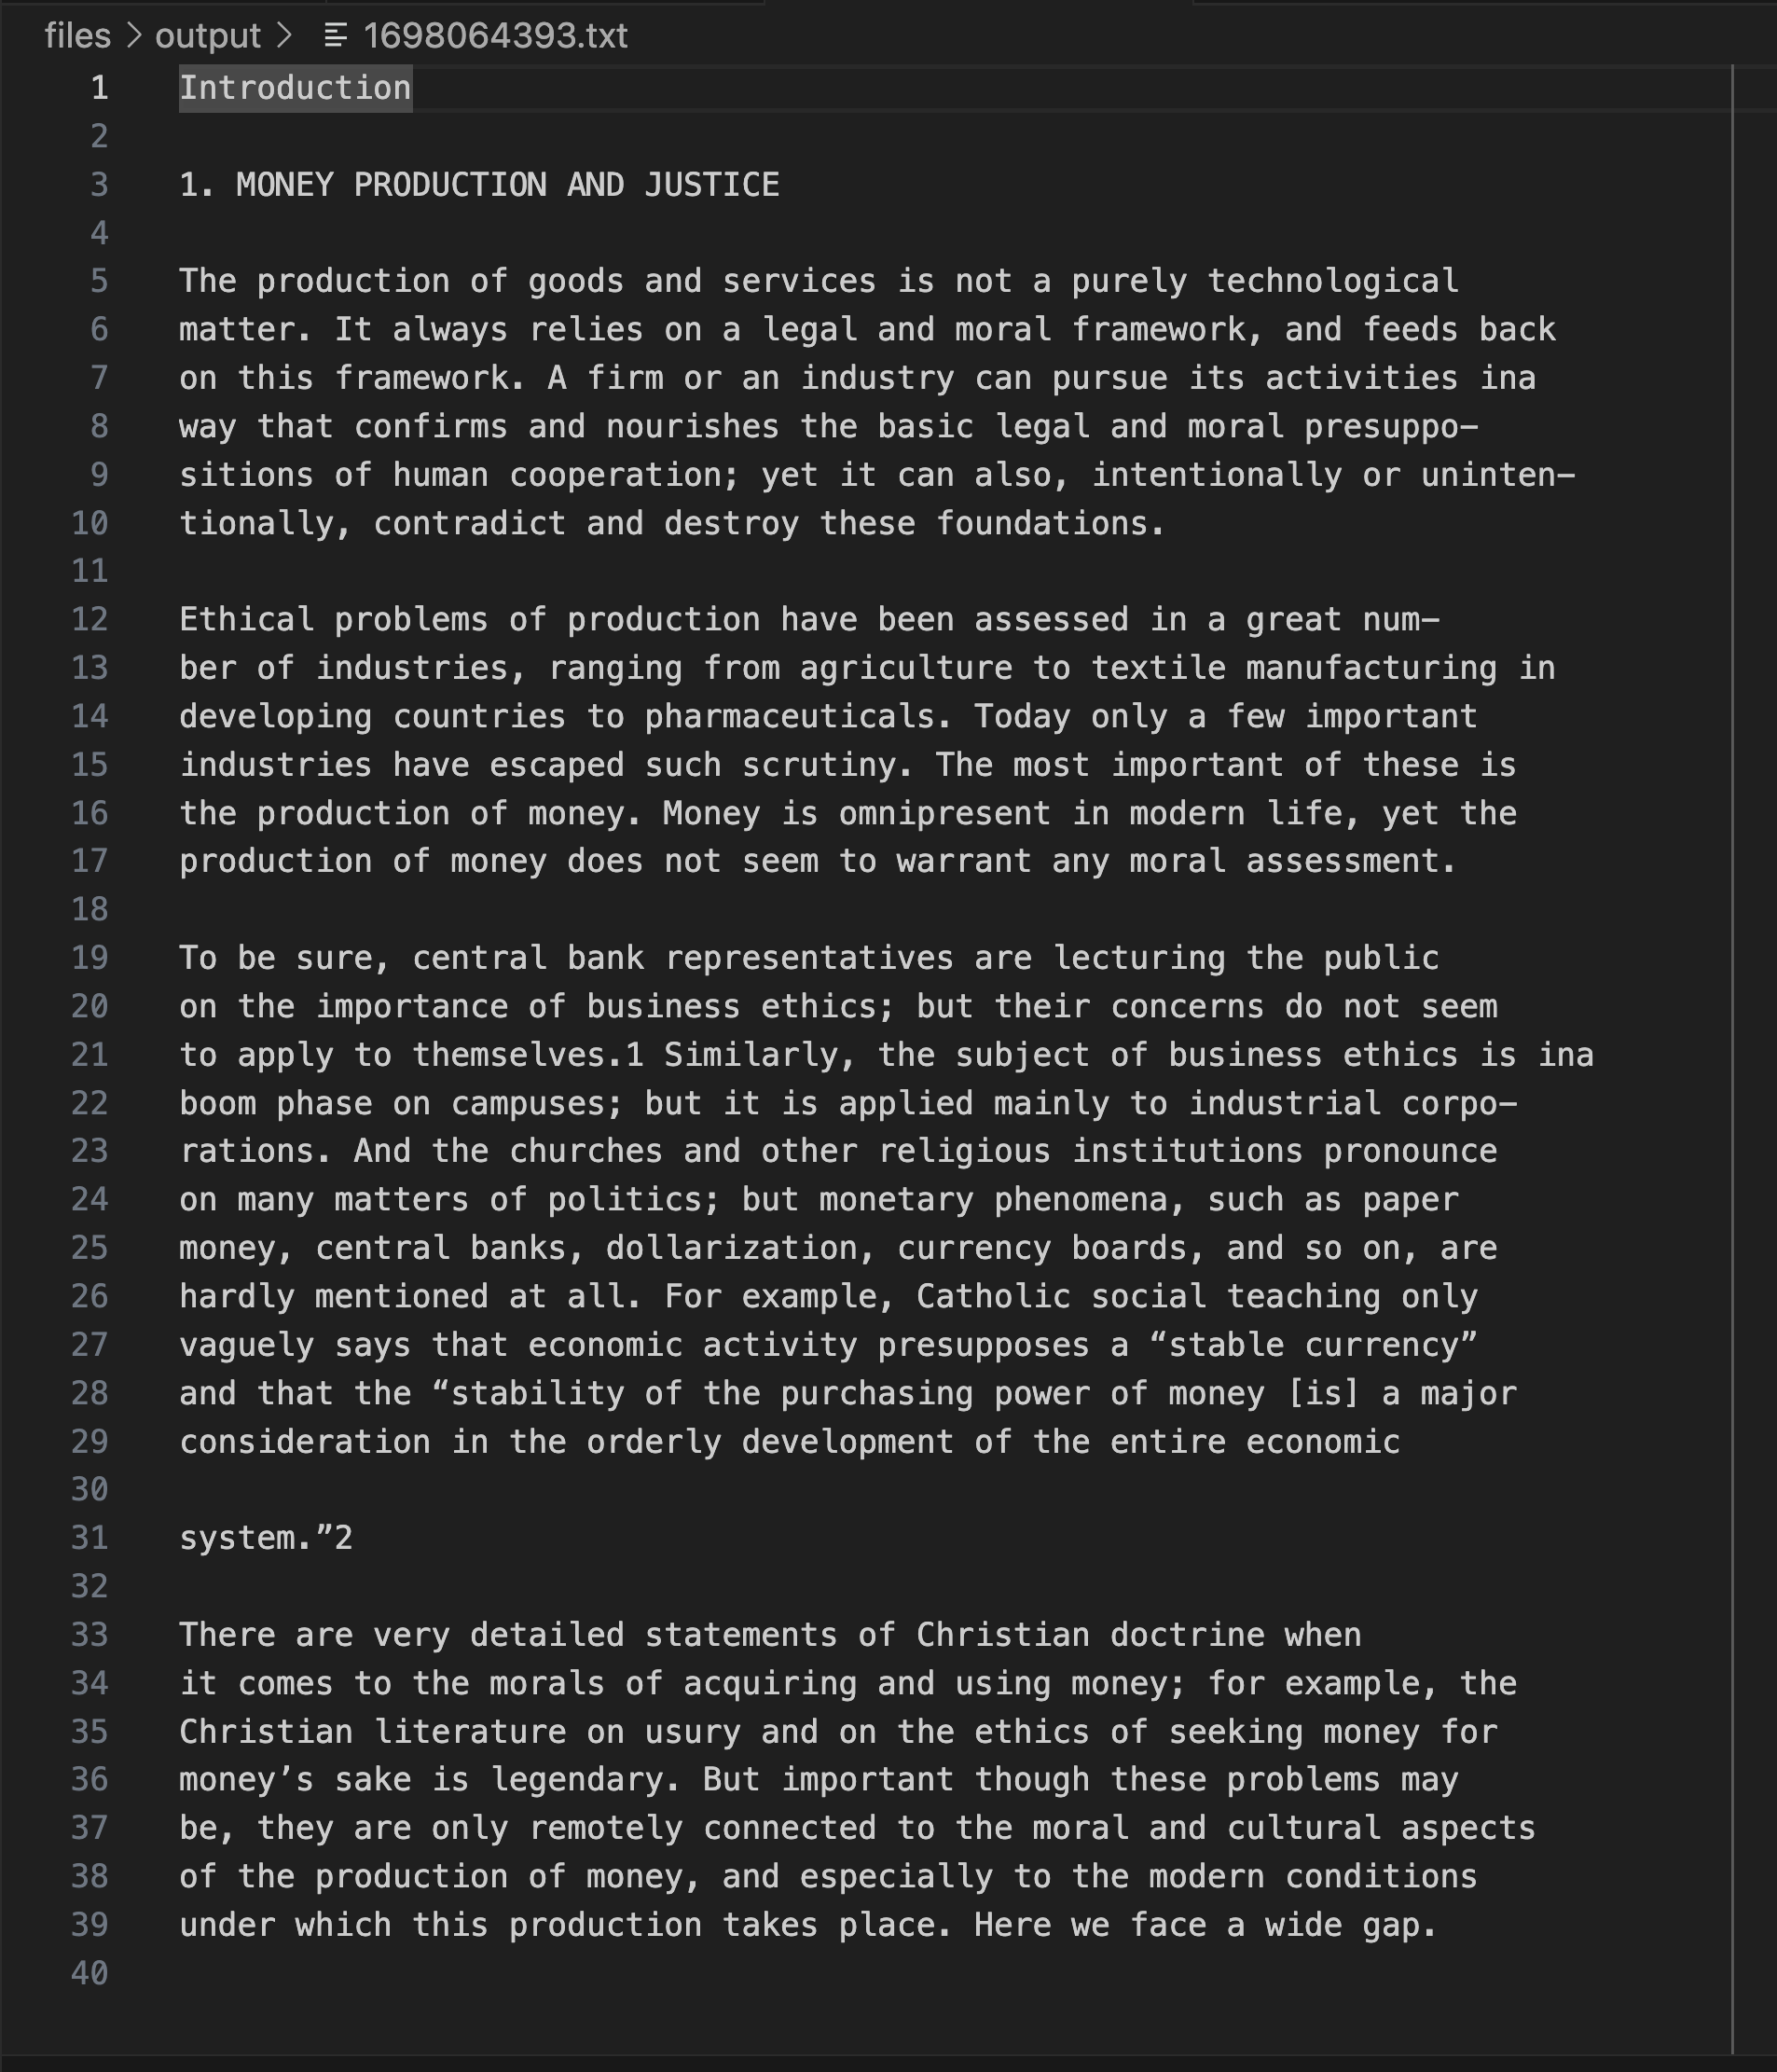 files > output > 1698064393.txt
1 Introduction
2
3 1. MONEY PRODUCTION AND JUSTICE
4
5 The production of goods and services is not a purely technological
6 matter. It always relies on a legal and moral framework, and feeds back
7 on this framework. A firm or an industry can pursue its activities ina
8 way that confirms and nourishes the basic legal and moral presuppo-
9 sitions of human cooperation; yet it can also, intentionally or uninten-
10 tionally, contradict and destroy these foundations.
11
12 Ethical problems of production have been assessed in a great num-
13 ber of industries, ranging from agriculture to textile manufacturing in
14 developing countries to pharmaceuticals. Today only a few important
15 industries have escaped such scrutiny. The most important of these is
16 the production of money. Money is omnipresent in modern life, yet the
17 production of money does not seem to warrant any moral assessment.
18
19 To be sure, central bank representatives are lecturing the public
20 on the importance of business ethics; but their concerns do not seem
21 to apply to themselves.1 Similarly, the subject of business ethics is ina
22 boom phase on campuses; but it is applied mainly to industrial corpo-
23 rations. And the churches and other religious institutions pronounce
24 on many matters of politics; but monetary phenomena, such as paper
25 money, central banks, dollarization, currency boards, and so on, are
26 hardly mentioned at all. For example, Catholic social teaching only
27 vaguely says that economic activity presupposes a “stable currency”
28 and that the “stability of the purchasing power of money [is] a major
29 consideration in the orderly development of the entire economic
30
31 system.”2
32
33 There are very detailed statements of Christian doctrine when
34 it comes to the morals of acquiring and using money; for example, the
35 Christian literature on usury and on the ethics of seeking money for
36 money’s sake is legendary. But important though these problems may
37 be, they are only remotely connected to the moral and cultural aspects
38 of the production of money, and especially to the modern conditions
39 under which this production takes place. Here we face a wide gap.
40